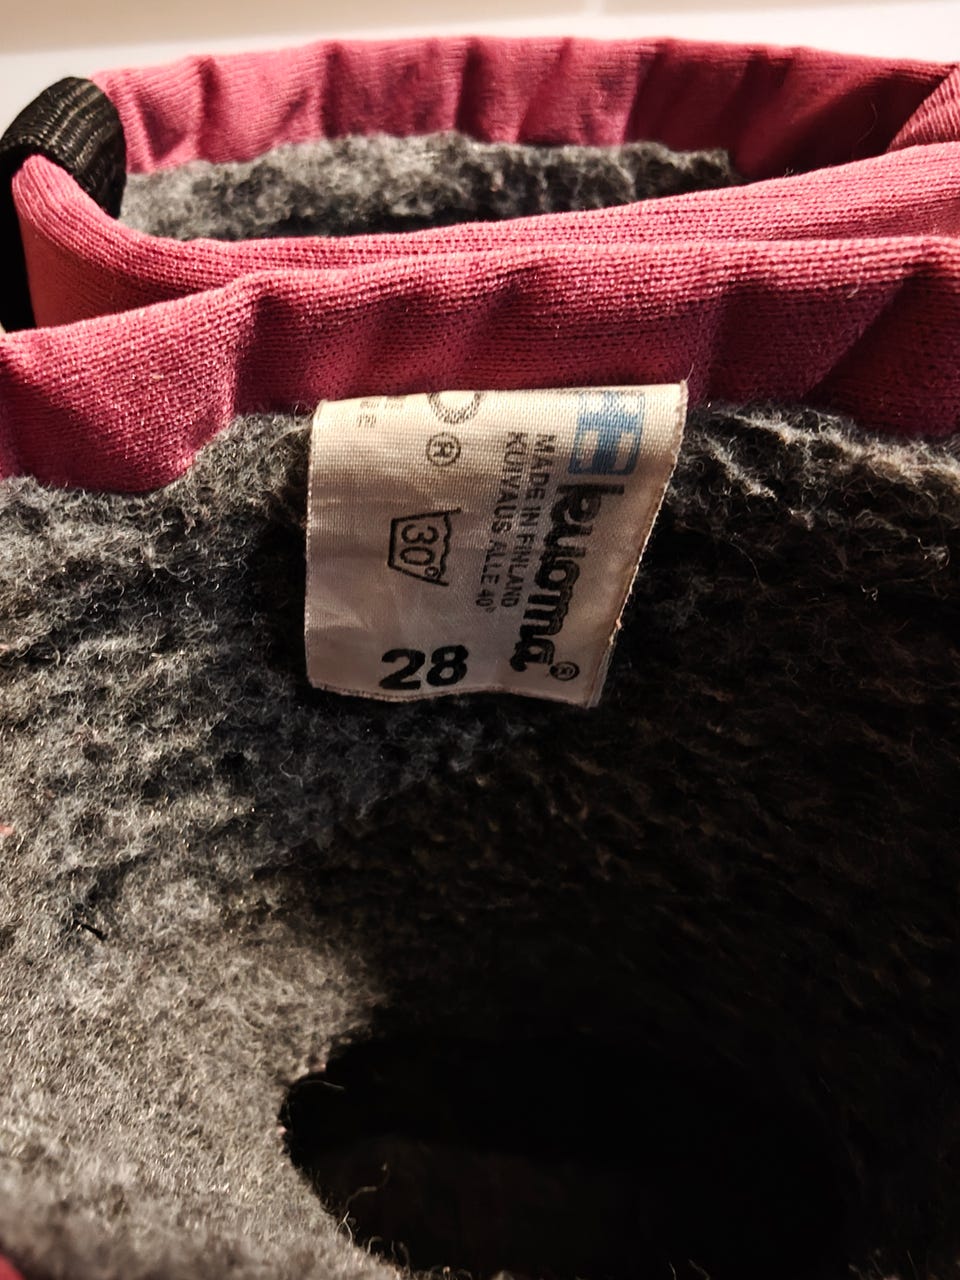 kuoma®
MADE IN FINLAND
KUIVAUS ALLE 40°
30°
Ⓗ
28